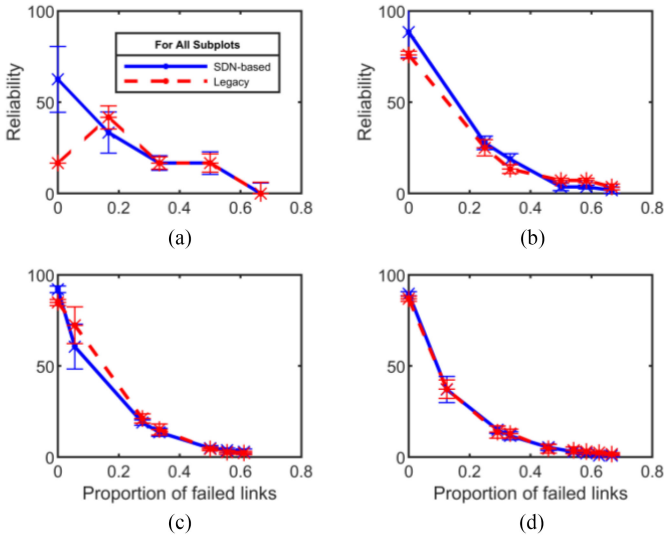 100
50
0
Reliability
For All Subplots
SDN-based
Legacy
0 0.2 0.4 0.6 0.8
(a)
100
50
0
Reliability
0 0.2 0.4 0.6 0.8
(b)
100
50
0
0 0.2 0.4 0.6 0.8
Proportion of failed links
(c)
100
50
0
0 0.2 0.4 0.6 0.8
Proportion of failed links
(d)